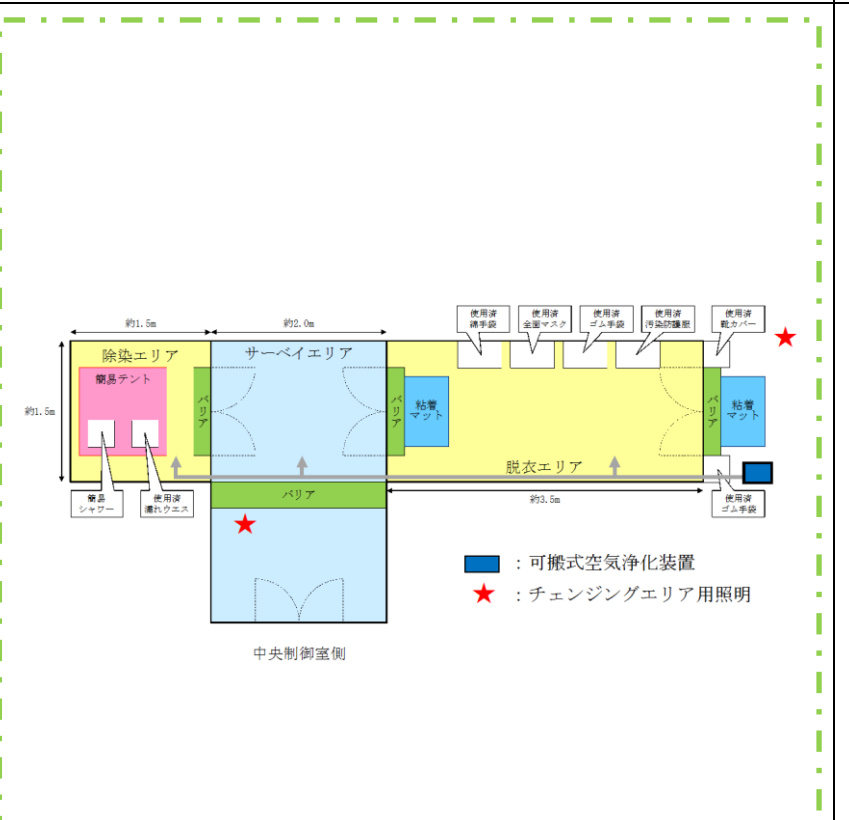 使用済
綿手袋
使用済
全面マスク
使用済
ゴム手袋
使用済
汚染防護服
使用済
靴カバー
約1.5m
約2.0m
除染エリア
サーベイエリア
簡易テント
約1.5m
バリア
バリア
粘着
マット
バリア
粘着
マット
脱衣エリア
簡易
シャワー
使用済
濡れウエス
バリア
約3.5m
使用済
ゴム手袋
：可搬式空気浄化装置
：チェンジングエリア用照明
中央制御室側